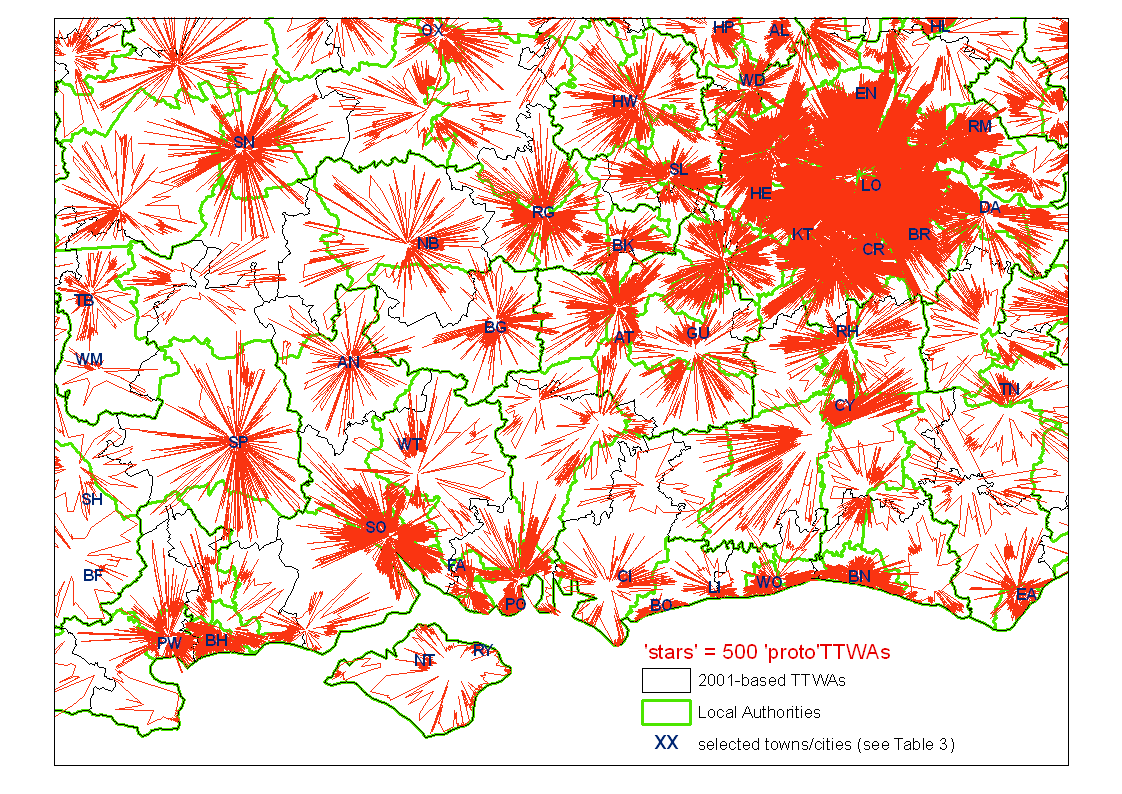 OX
HP
AL
HL
WD
EN
HW
RM
SN
SL
LO
HE
DA
RG
KT
BR
CR
NB
BK
TB
BG
AT
GU
RH
WM
AN
TN
CY
SP
WT
SH
SO
BF
FA
CI
LI
WO
BN
EA
PO
BO
PW
BH
NT
RY
'stars' = 500 'proto'TTWAs
2001-based TTWAs
Local Authorities
XX selected towns/cities (see Table 3)